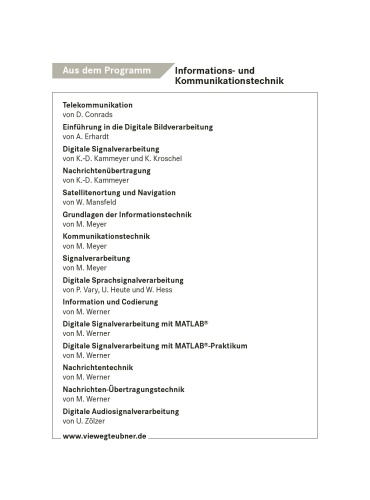 Aus dem Programm
Informations- und
Kommunikationstechnik
Telekommunikation
von D. Conrads
Einführung in die Digitale Bildverarbeitung
von A. Erhardt
Digitale Signalverarbeitung
von K.-D. Kammeyer und K. Kroschel
Nachrichtenübertragung
von K.-D. Kammeyer
Satellitenortung und Navigation
von W. Mansfeld
Grundlagen der Informationstechnik
von M. Meyer
Kommunikationstechnik
von M. Meyer
Signalverarbeitung
von M. Meyer
Digitale Sprachsignalverarbeitung
von P. Vary, U. Heute und W. Hess
Information und Codierung
von M. Werner
Digitale Signalverarbeitung mit MATLAB®
von M. Werner
Digitale Signalverarbeitung mit MATLAB®-Praktikum
von M. Werner
Nachrichtentechnik
von M. Werner
Nachrichten-Übertragungstechnik
von M. Werner
Digitale Audiosignalverarbeitung
von U. Zölzer
www.viewegteubner.de